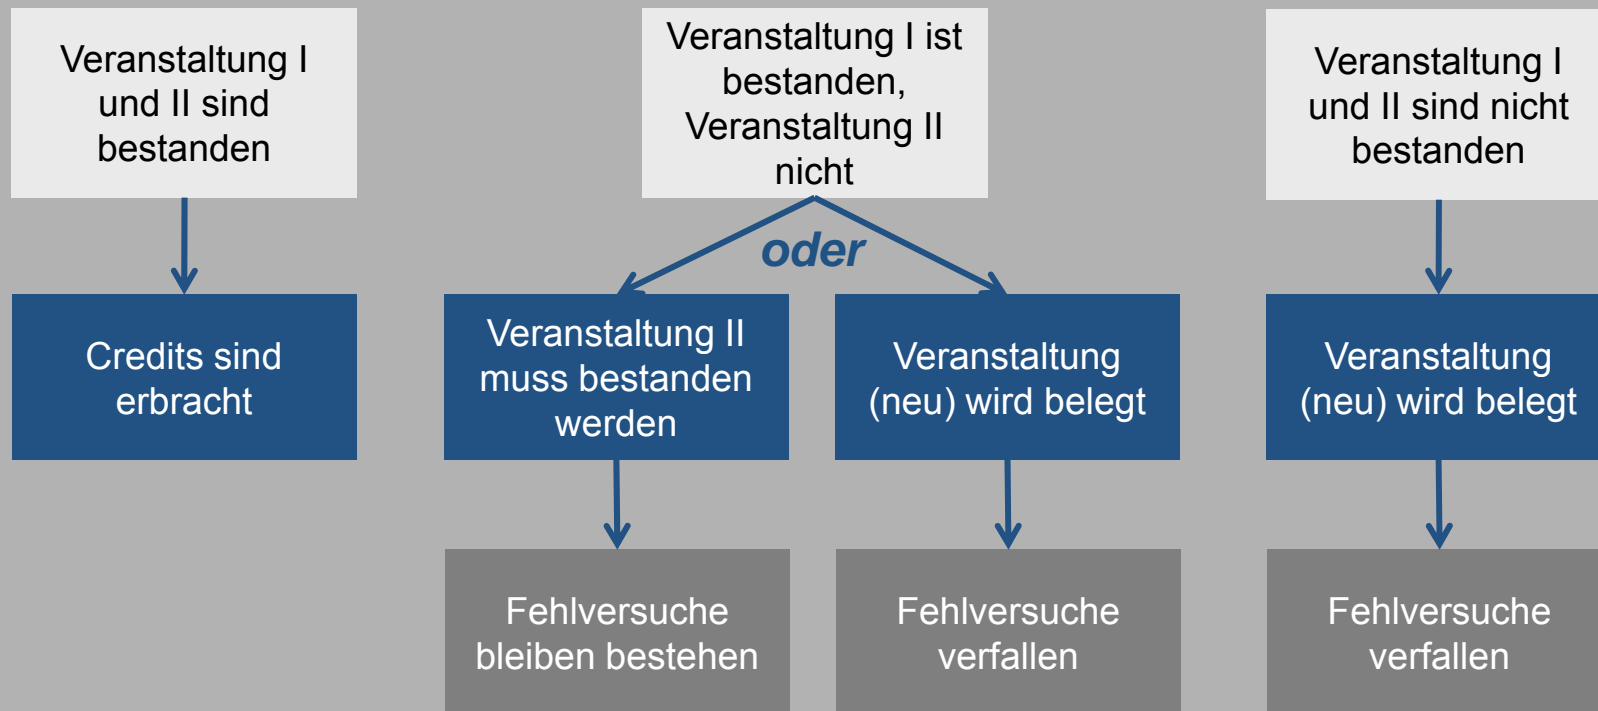 Veranstaltung I
und II sind
bestanden
Veranstaltung I ist
bestanden,
Veranstaltung II
nicht
Veranstaltung I
und II sind nicht
bestanden
oder
Credits sind
erbracht
Veranstaltung II
muss bestanden
werden
Veranstaltung
(neu) wird belegt
Veranstaltung
(neu) wird belegt
Fehlversuche
bleiben bestehen
Fehlversuche
verfallen
Fehlversuche
verfallen